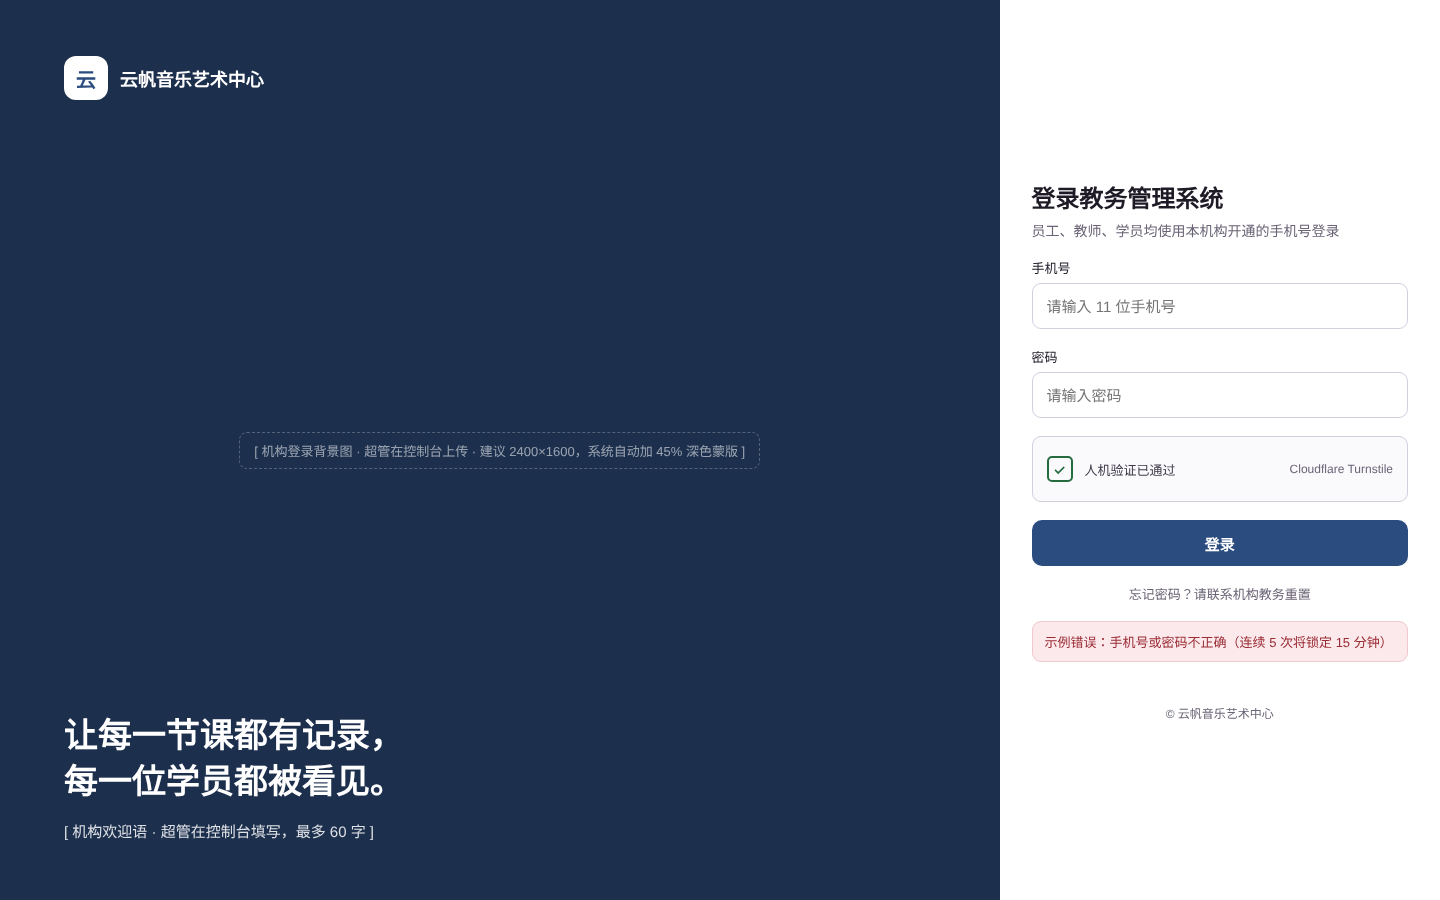 云
云帆音乐艺术中心
[ 机构登录背景图 · 超管在控制台上传 · 建议 2400×1600，系统自动加 45% 深色蒙版 ]
让每一节课都有记录，
每一位学员都被看见。
[ 机构欢迎语 · 超管在控制台填写，最多 60 字 ]
登录教务管理系统
员工、教师、学员均使用本机构开通的手机号登录
手机号
请输入 11 位手机号
密码
请输入密码
人机验证已通过
Cloudflare Turnstile
登录
忘记密码？请联系机构教务重置
示例错误：手机号或密码不正确（连续 5 次将锁定 15 分钟）
© 云帆音乐艺术中心